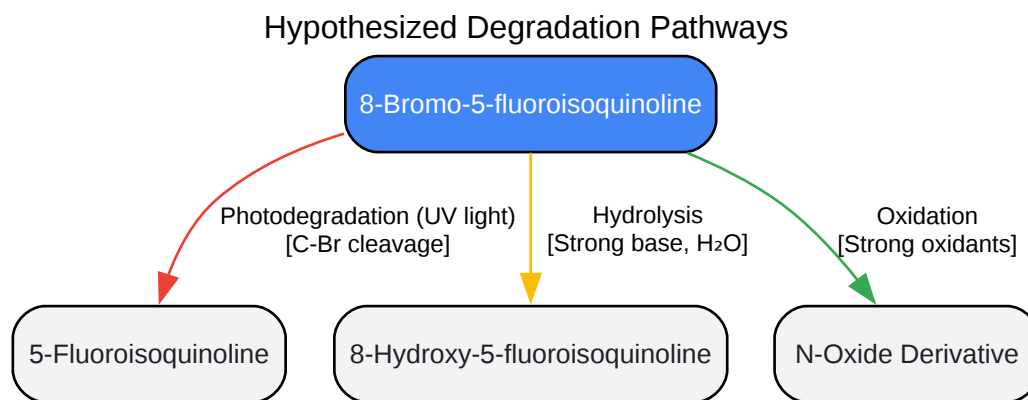 Hypothesized Degradation Pathways
8-Bromo-5-fluoroisoquinoline
Photodegradation (UV light)
[C-Br cleavage]
Hydrolysis
[Strong base, H₂O]
Oxidation
[Strong oxidants]
5-Fluoroisoquinoline
8-Hydroxy-5-fluoroisoquinoline
N-Oxide Derivative